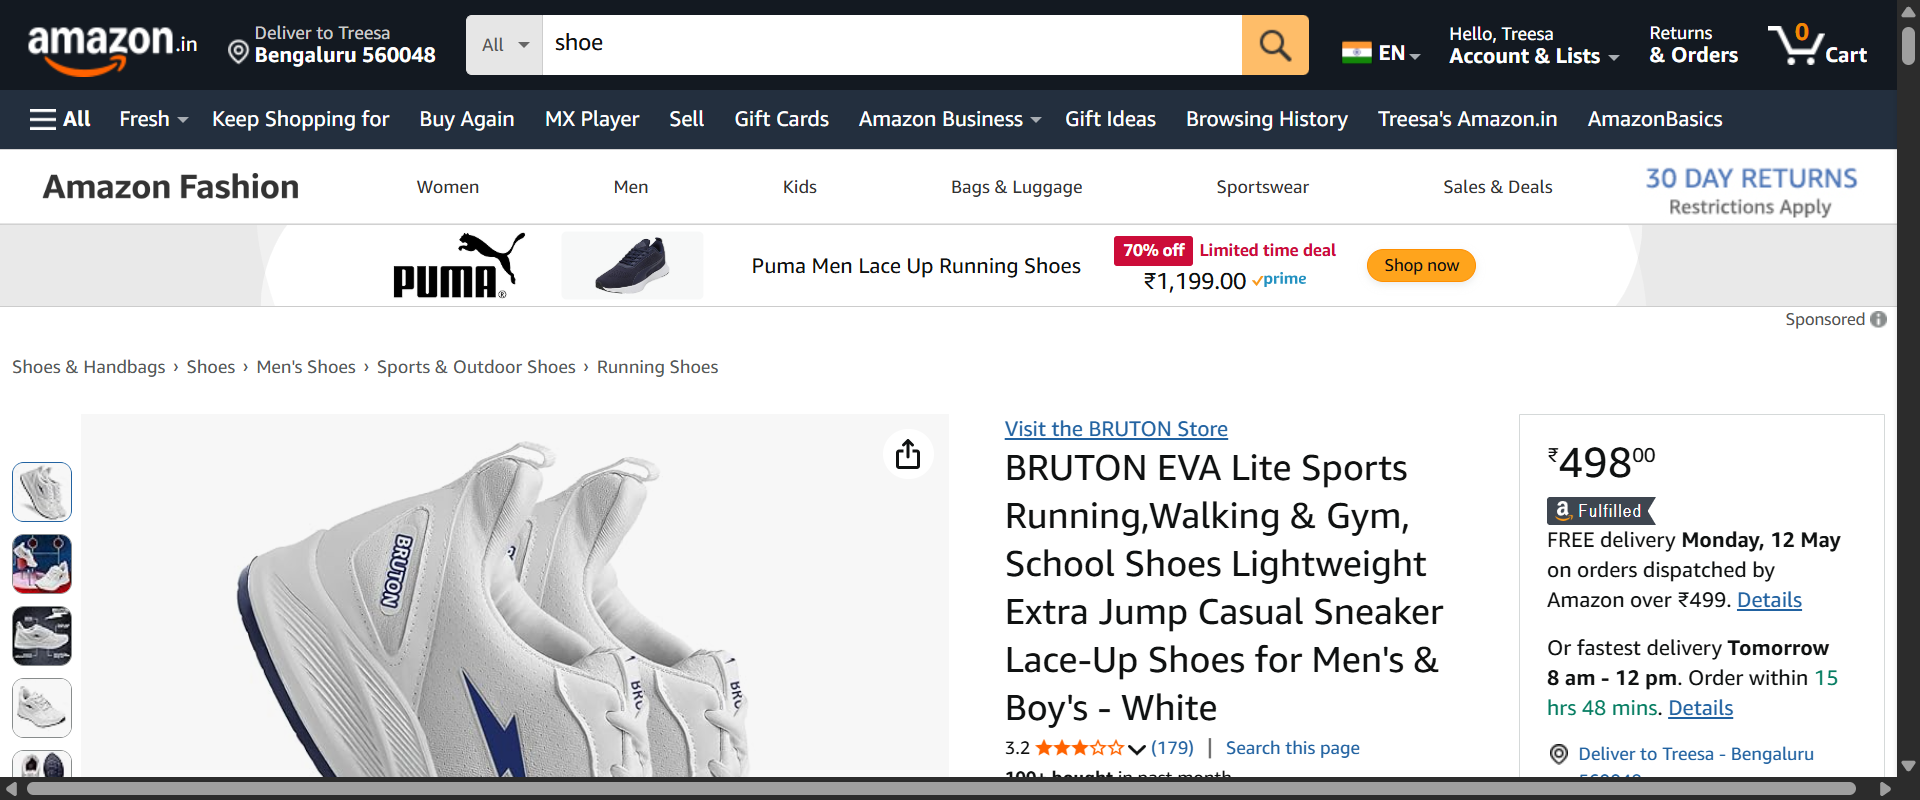 amazon.in
Deliver to Treesa
Bengaluru 560048
All
shoe
EN
Hello, Treesa
Account & Lists
Returns
& Orders
0
Cart
All
Fresh
Keep Shopping for
Buy Again
MX Player
Sell
Gift Cards
Amazon Business
Gift Ideas
Browsing History
Treesa's Amazon.in
AmazonBasics
Amazon Fashion
Women
Men
Kids
Bags & Luggage
Sportswear
Sales & Deals
30 DAY RETURNS
Restrictions Apply
PUMA®
Puma Men Lace Up Running Shoes
70% off Limited time deal
₹1,199.00 prime
Shop now
Sponsored
Shoes & Handbags › Shoes › Men's Shoes › Sports & Outdoor Shoes › Running Shoes
BRUTON
Visit the BRUTON Store
BRUTON EVA Lite Sports
Running,Walking & Gym,
School Shoes Lightweight
Extra Jump Casual Sneaker
Lace-Up Shoes for Men's &
Boy's - White
3.2 (179) | Search this page
100+ bought in past month
₹49800
a Fulfilled
FREE delivery Monday, 12 May
on orders dispatched by
Amazon over ₹499. Details
Or fastest delivery Tomorrow
8 am - 12 pm. Order within 15
hrs 48 mins. Details
Deliver to Treesa - Bengaluru
560048